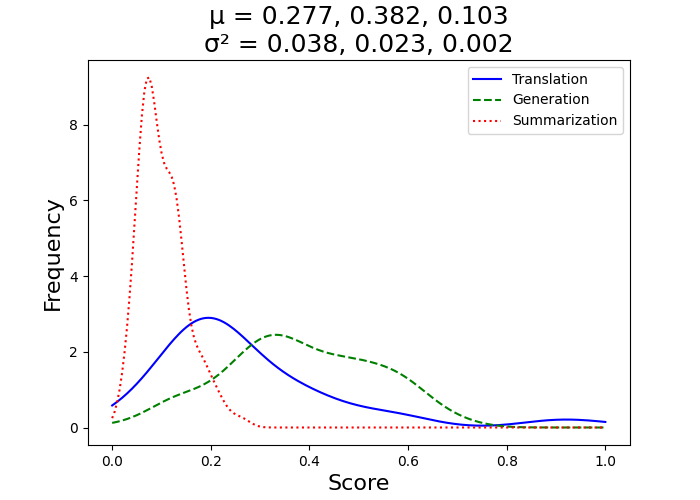 μ = 0.277, 0.382, 0.103
σ² = 0.038, 0.023, 0.002
Translation
Generation
Summarization
Frequency
8
6
4
2
0
0.0 0.2 0.4 0.6 0.8 1.0
Score